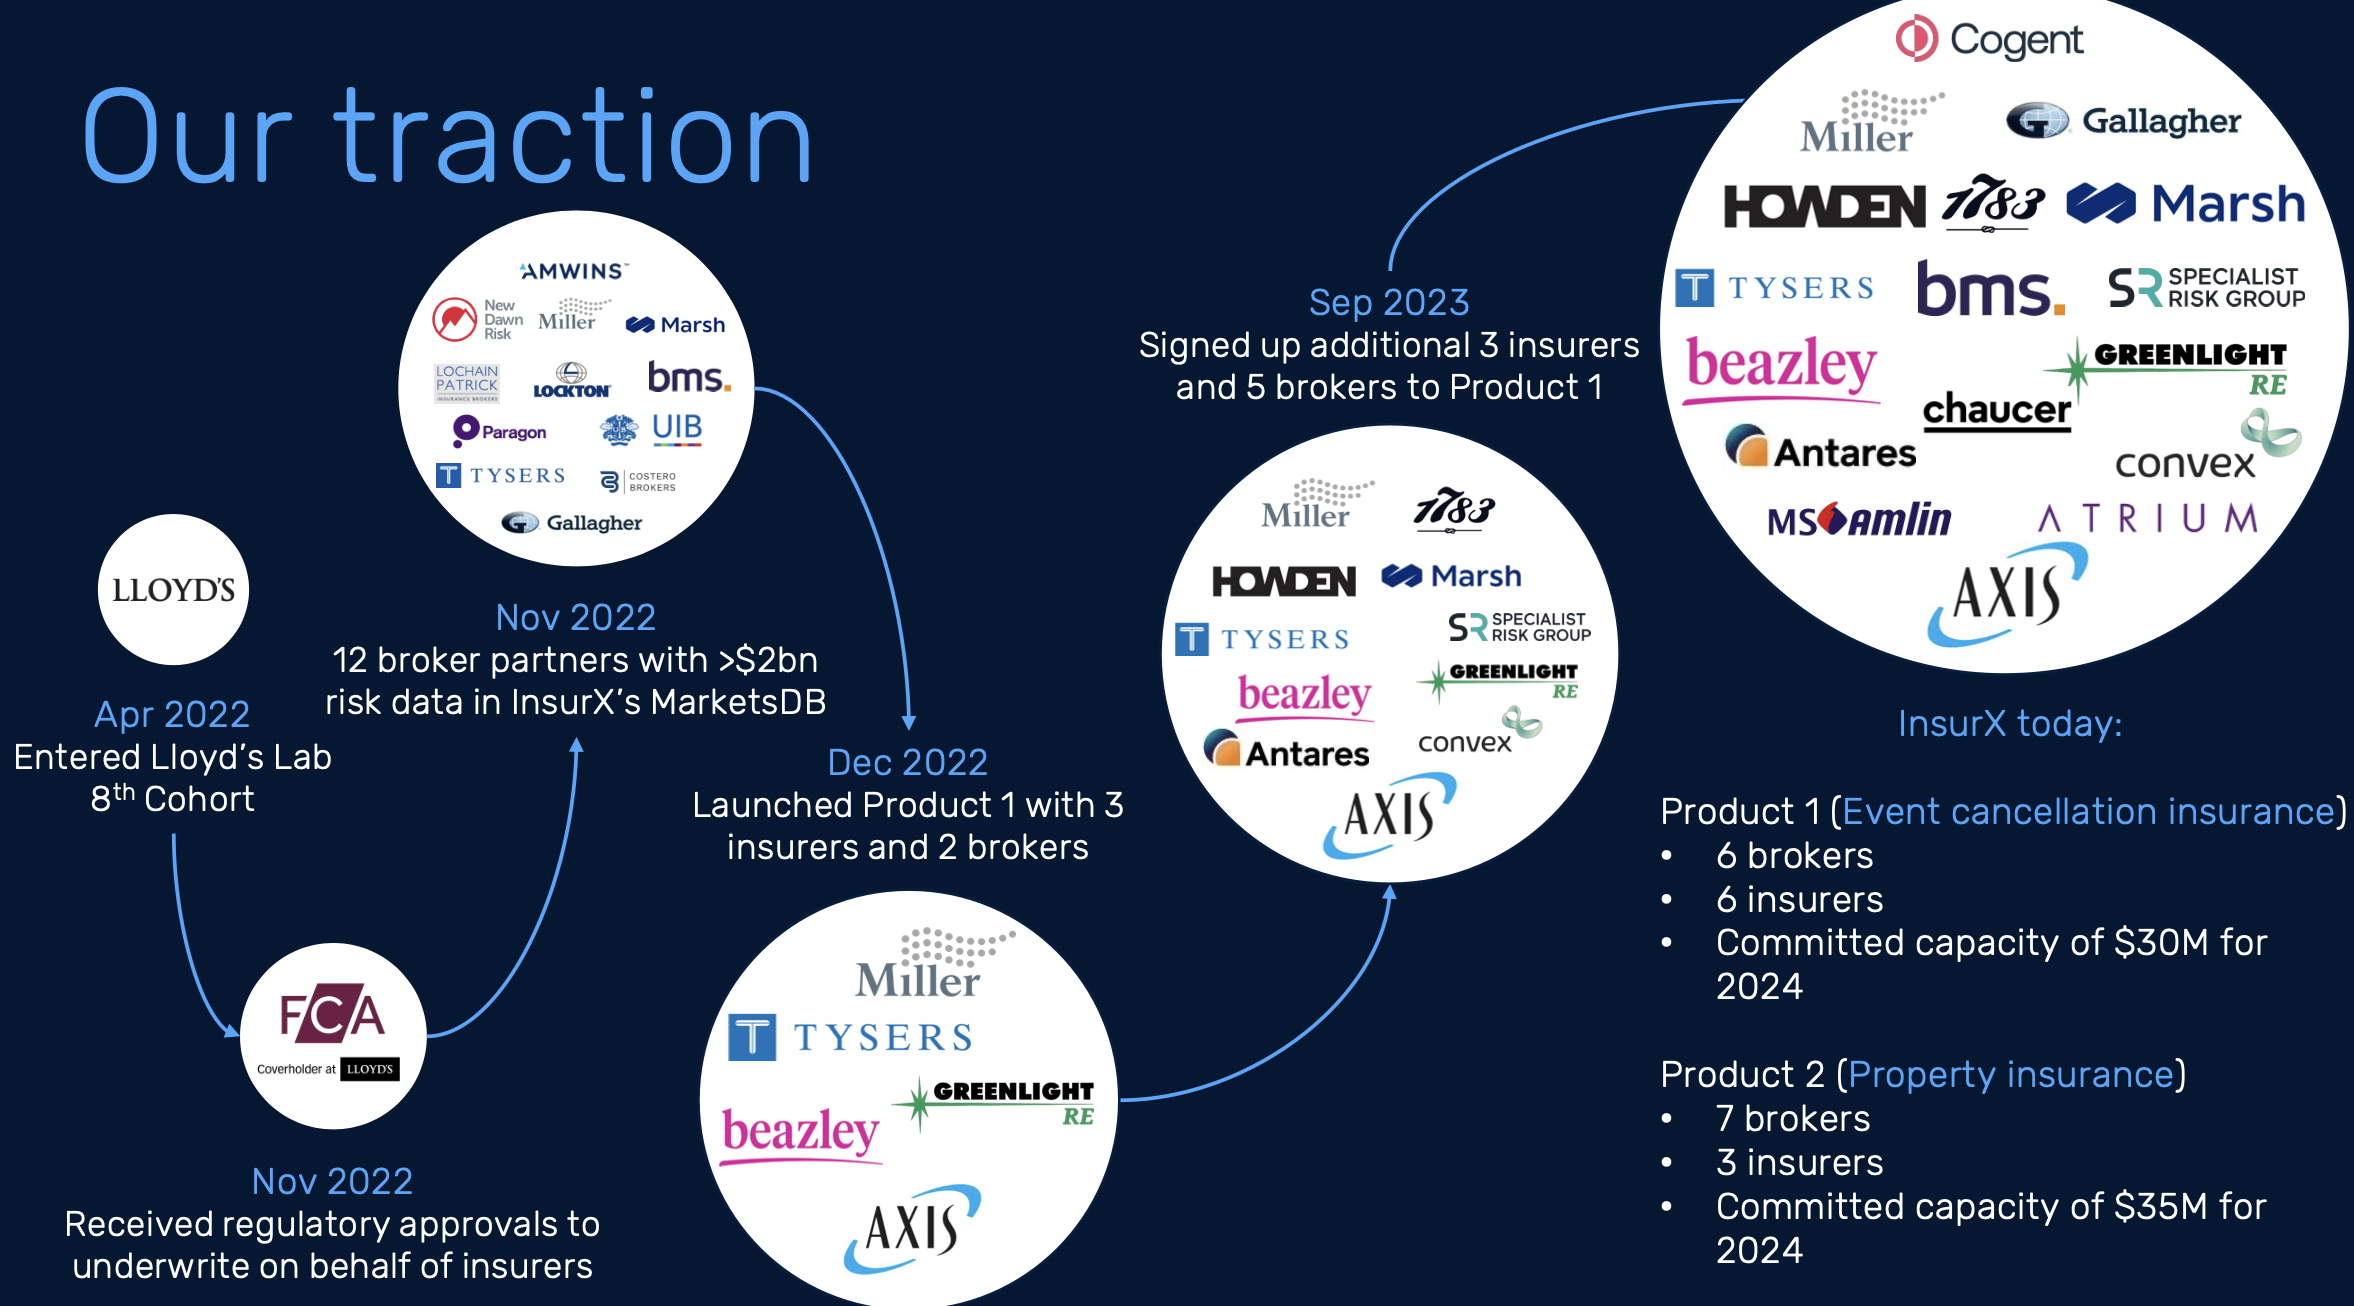 Our traction
LLOYD'S
Apr 2022
Entered Lloyd's Lab
8th Cohort
FCA
Coverholder at LLOYD'S
Nov 2022
Received regulatory approvals to
underwrite on behalf of insurers
AMWINS™
New
Dawn
Risk
Miller
Marsh
LOCHAIN
PATRICK
INSURANCE BROKERS
LOCKTON
bms.
Paragon
UIB
UIB
TYSERS
COSTERO
BROKERS
Gallagher
Nov 2022
12 broker partners with >$2bn
risk data in InsurX's MarketsDB
Dec 2022
Launched Product 1 with 3
insurers and 2 brokers
Miller
T TYSERS
GREENLIGHT
RE
beazley
AXIS
Sep 2023
Signed up additional 3 insurers
and 5 brokers to Product 1
Miller
1783
HOWDEN
Marsh
T TYSERS
SR SPECIALIST
RISK GROUP
beazley
GREENLIGHT
RE
Antares
convex
AXIS
Cogent
Miller
Gallagher
HOWDEN
1783
Marsh
T TYSERS
bms.
SR SPECIALIST
RISK GROUP
beazley
GREENLIGHT
RE
chaucer
Antares
convex
MS Amlin
ATRIUM
AXIS
InsurX today:
Product 1 (Event cancellation insurance)
• 6 brokers
• 6 insurers
• Committed capacity of $30M for
2024
Product 2 (Property insurance)
• 7 brokers
• 3 insurers
• Committed capacity of $35M for
2024